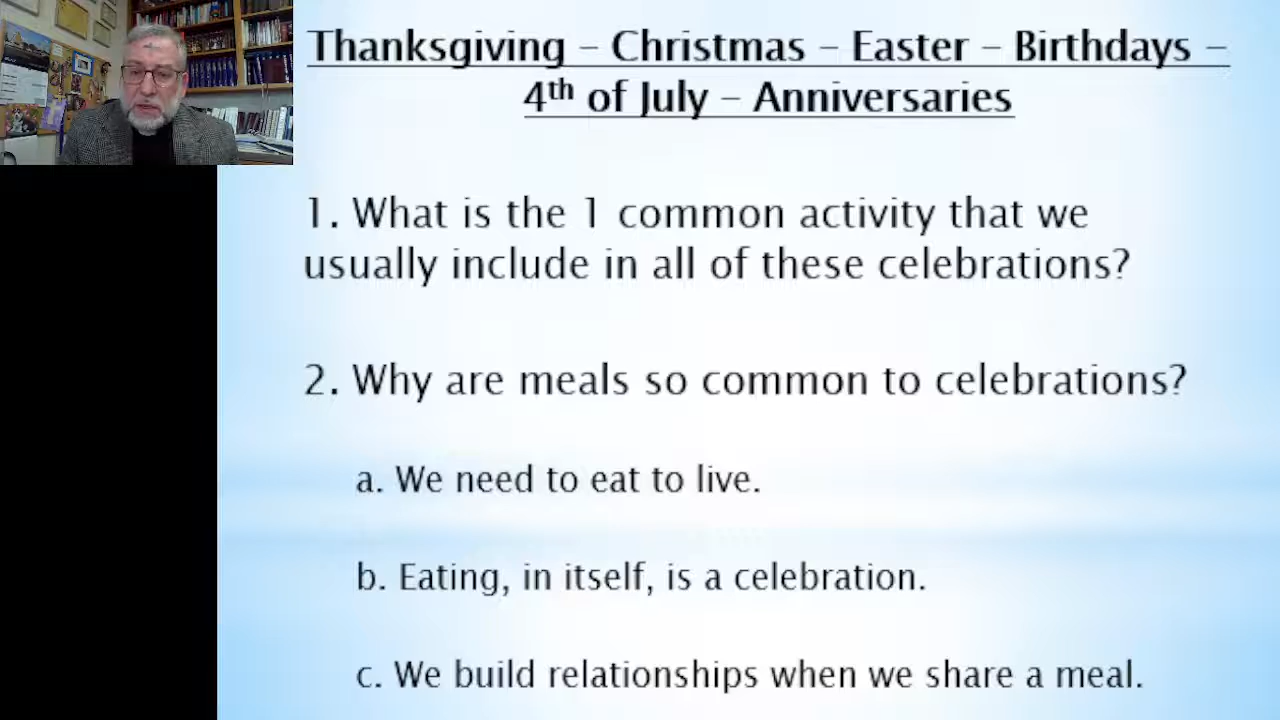 Thanksgiving – Christmas – Easter – Birthdays –
4th of July – Anniversaries
1. What is the 1 common activity that we
usually include in all of these celebrations?
2. Why are meals so common to celebrations?
a. We need to eat to live.
b. Eating, in itself, is a celebration.
c. We build relationships when we share a meal.